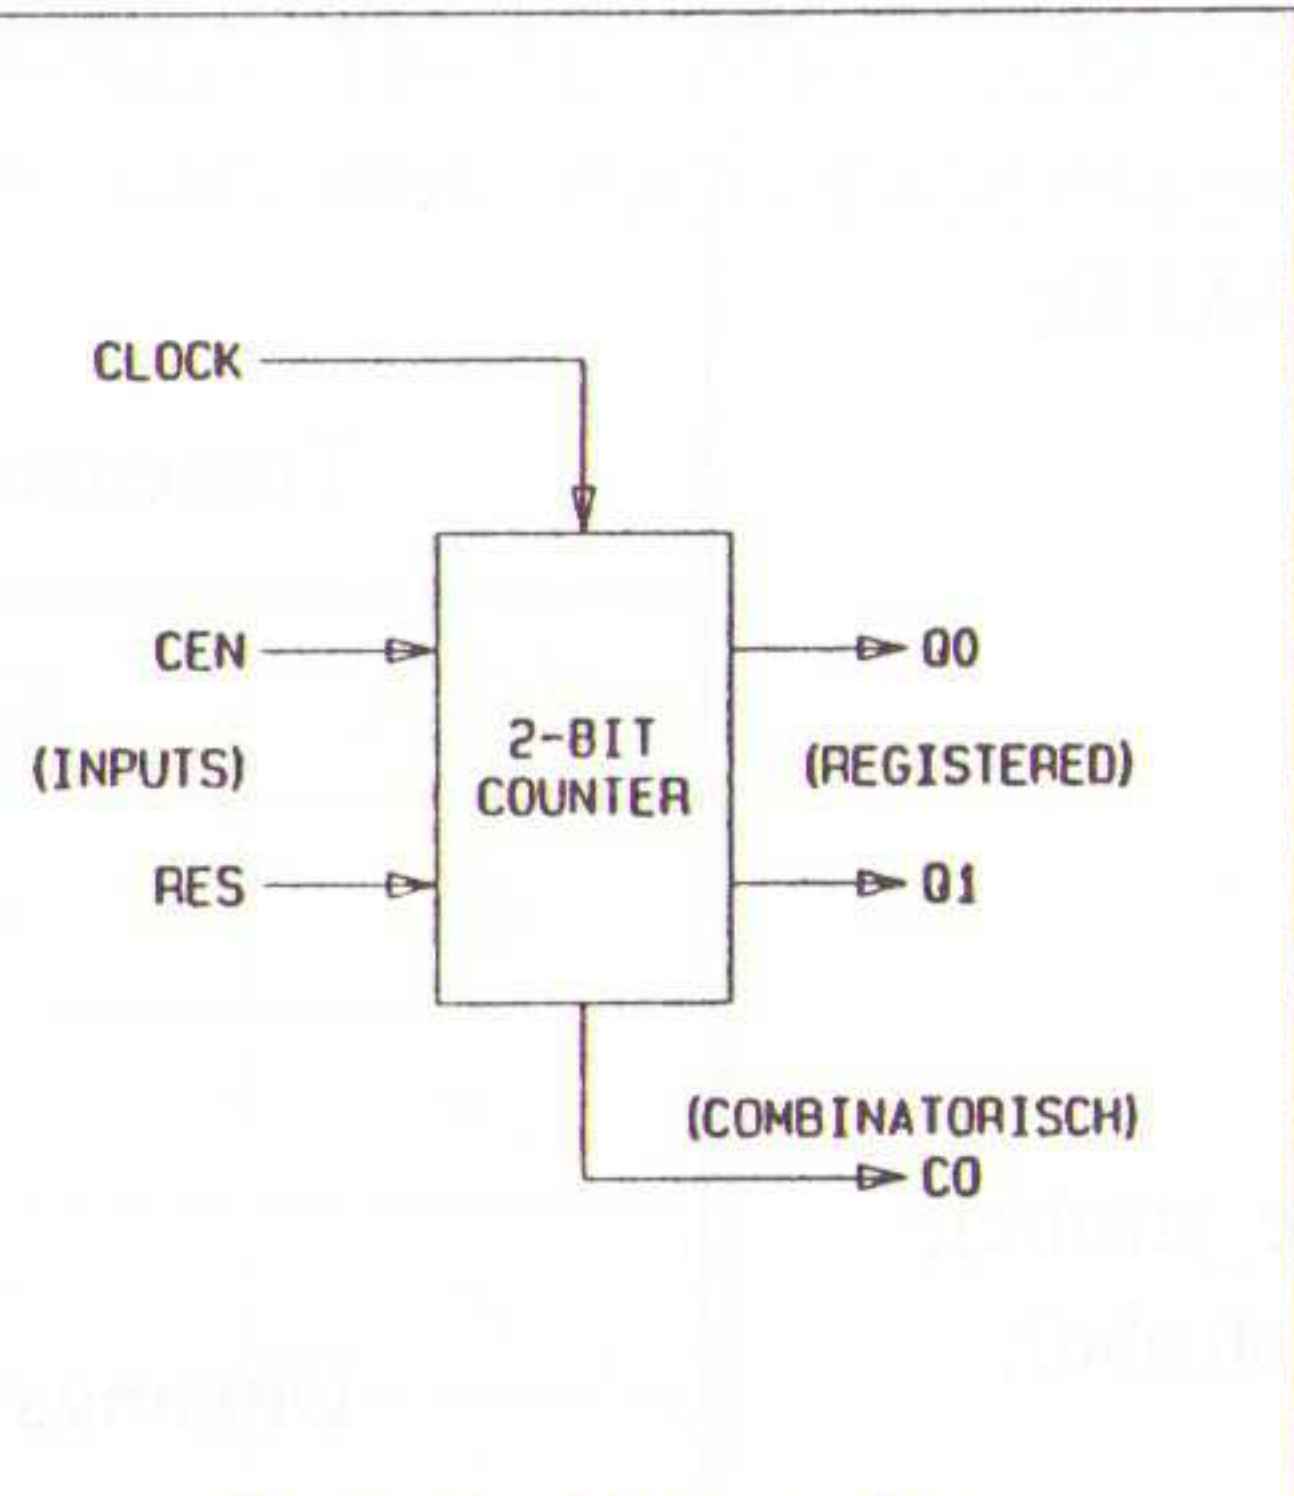 CLOCK
CEN
Q0
(INPUTS)
2-BIT
COUNTER
(REGISTERED)
RES
Q1
(COMBINATORISCH)
CO